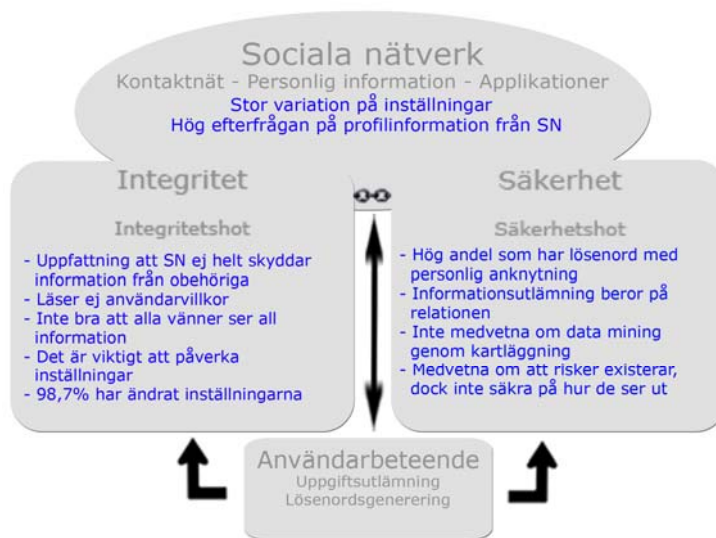 Sociala nätverk
Kontaktnät - Personlig information - Applikationer
Stor variation på inställningar
Hög efterfrågan på profilinformation från SN
Integritet
Integritetshot
- Uppfattning att SN ej helt skyddar
information från obehöriga
- Läser ej användarvillkor
- Inte bra att alla vänner ser all
information
- Det är viktigt att påverka
inställningar
- 98,7% har ändrat inställningarna
Säkerhet
Säkerhetshot
- Hög andel som har lösenord med
personlig anknytning
- Informationsutlämning beror på
relationen
- Inte medvetna om data mining
genom kartläggning
- Medvetna om att risker existerar,
dock inte säkra på hur de ser ut
Användarbeteende
Uppgiftsutlämning
Lösenordsgenerering